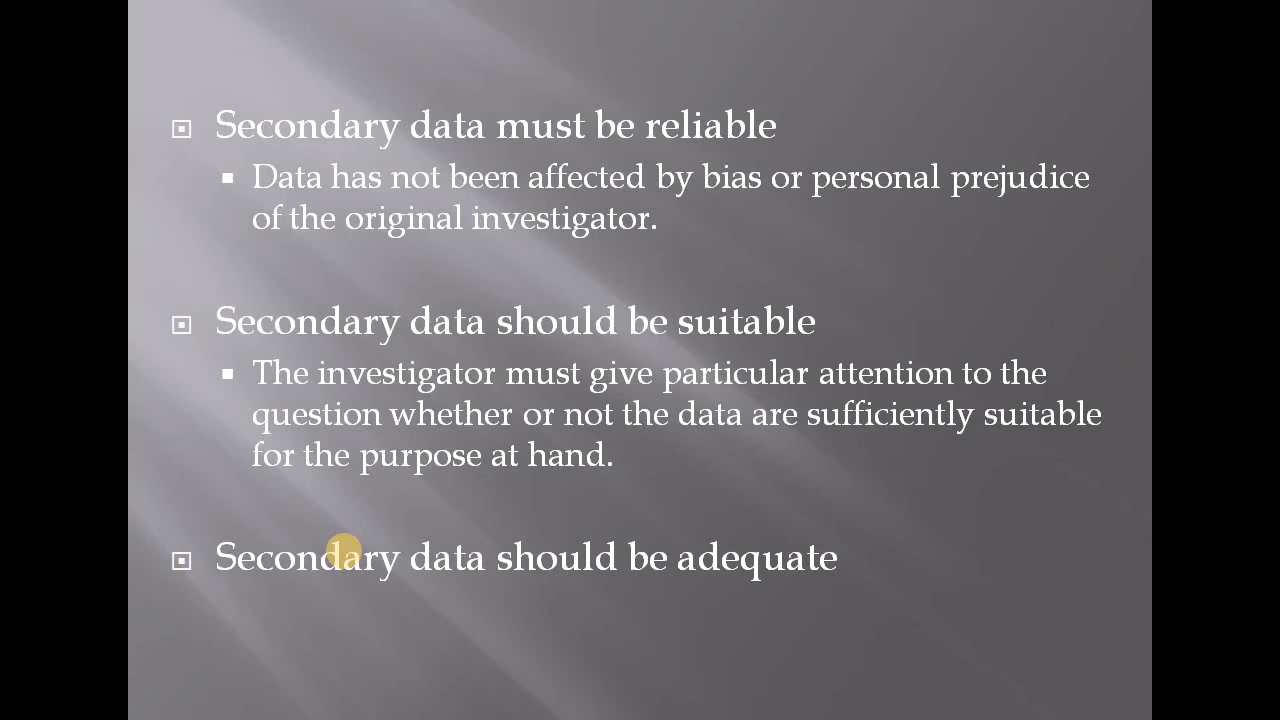 Secondary data must be reliable
Data has not been affected by bias or personal prejudice
of the original investigator.
Secondary data should be suitable
The investigator must give particular attention to the
question whether or not the data are sufficiently suitable
for the purpose at hand.
Secondary data should be adequate